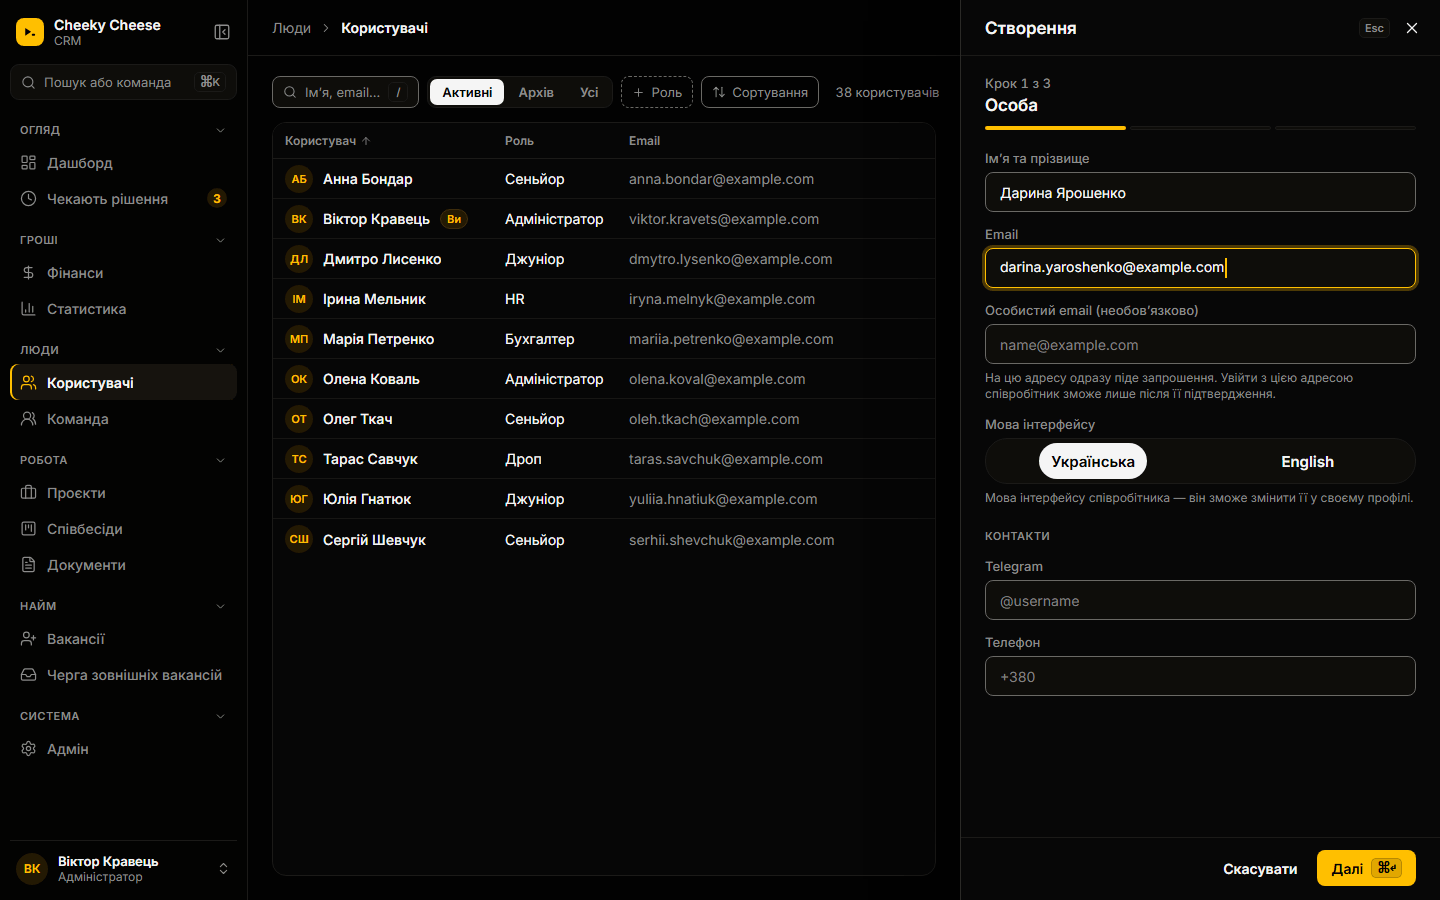 Cheeky Cheese
CRM
Пошук або команда
⌘K
ОГЛЯД
Дашборд
Чекають рішення
3
ГРОШІ
Фінанси
Статистика
ЛЮДИ
Користувачі
Команда
РОБОТА
Проєкти
Співбесіди
Документи
НАЙМ
Вакансії
Черга зовнішніх вакансій
СИСТЕМА
Адмін
ВК
Віктор Кравець
Адміністратор
Люди > Користувачі
Ім’я, email... /
Активні Архів Усі
+ Роль
Сортування
38 користувачів
Користувач ↑ Роль Email
АБ Анна Бондар Сеньйор anna.bondar@example.com
ВК Віктор Кравець Ви Адміністратор viktor.kravets@example.com
ДЛ Дмитро Лисенко Джуніор dmytro.lysenko@example.com
ІМ Ірина Мельник HR iryna.melnyk@example.com
МП Марія Петренко Бухгалтер mariia.petrenko@example.com
ОК Олена Коваль Адміністратор olena.koval@example.com
ОТ Олег Ткач Сеньйор oleh.tkach@example.com
ТС Тарас Савчук Дроп taras.savchuk@example.com
ЮГ Юлія Гнатюк Джуніор yuliia.hnatiuk@example.com
СШ Сергій Шевчук Сеньйор serhii.shevchuk@example.com
Створення
Esc
Крок 1 з 3
Особа
Ім’я та прізвище
Дарина Ярошенко
Email
darina.yaroshenko@example.com
Особистий email (необов’язково)
name@example.com
На цю адресу одразу піде запрошення. Увійти з цією адресою
співробітник зможе лише після її підтвердження.
Мова інтерфейсу
Українська English
Мова інтерфейсу співробітника — він зможе змінити її у своєму профілі.
КОНТАКТИ
Telegram
@username
Телефон
+380
Скасувати
Далі ⌘↵